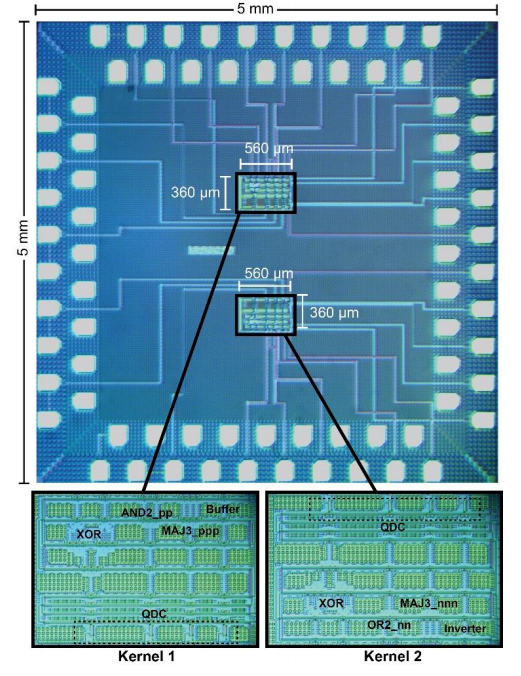 5 mm
560 µm
360 µm
5 mm
560 µm
360 µm
AND2_pp Buffer
XOR MAJ3_ppp
QDC
Kernel 1
QDC
XOR MAJ3_nnn
OR2_nn Inverter
Kernel 2